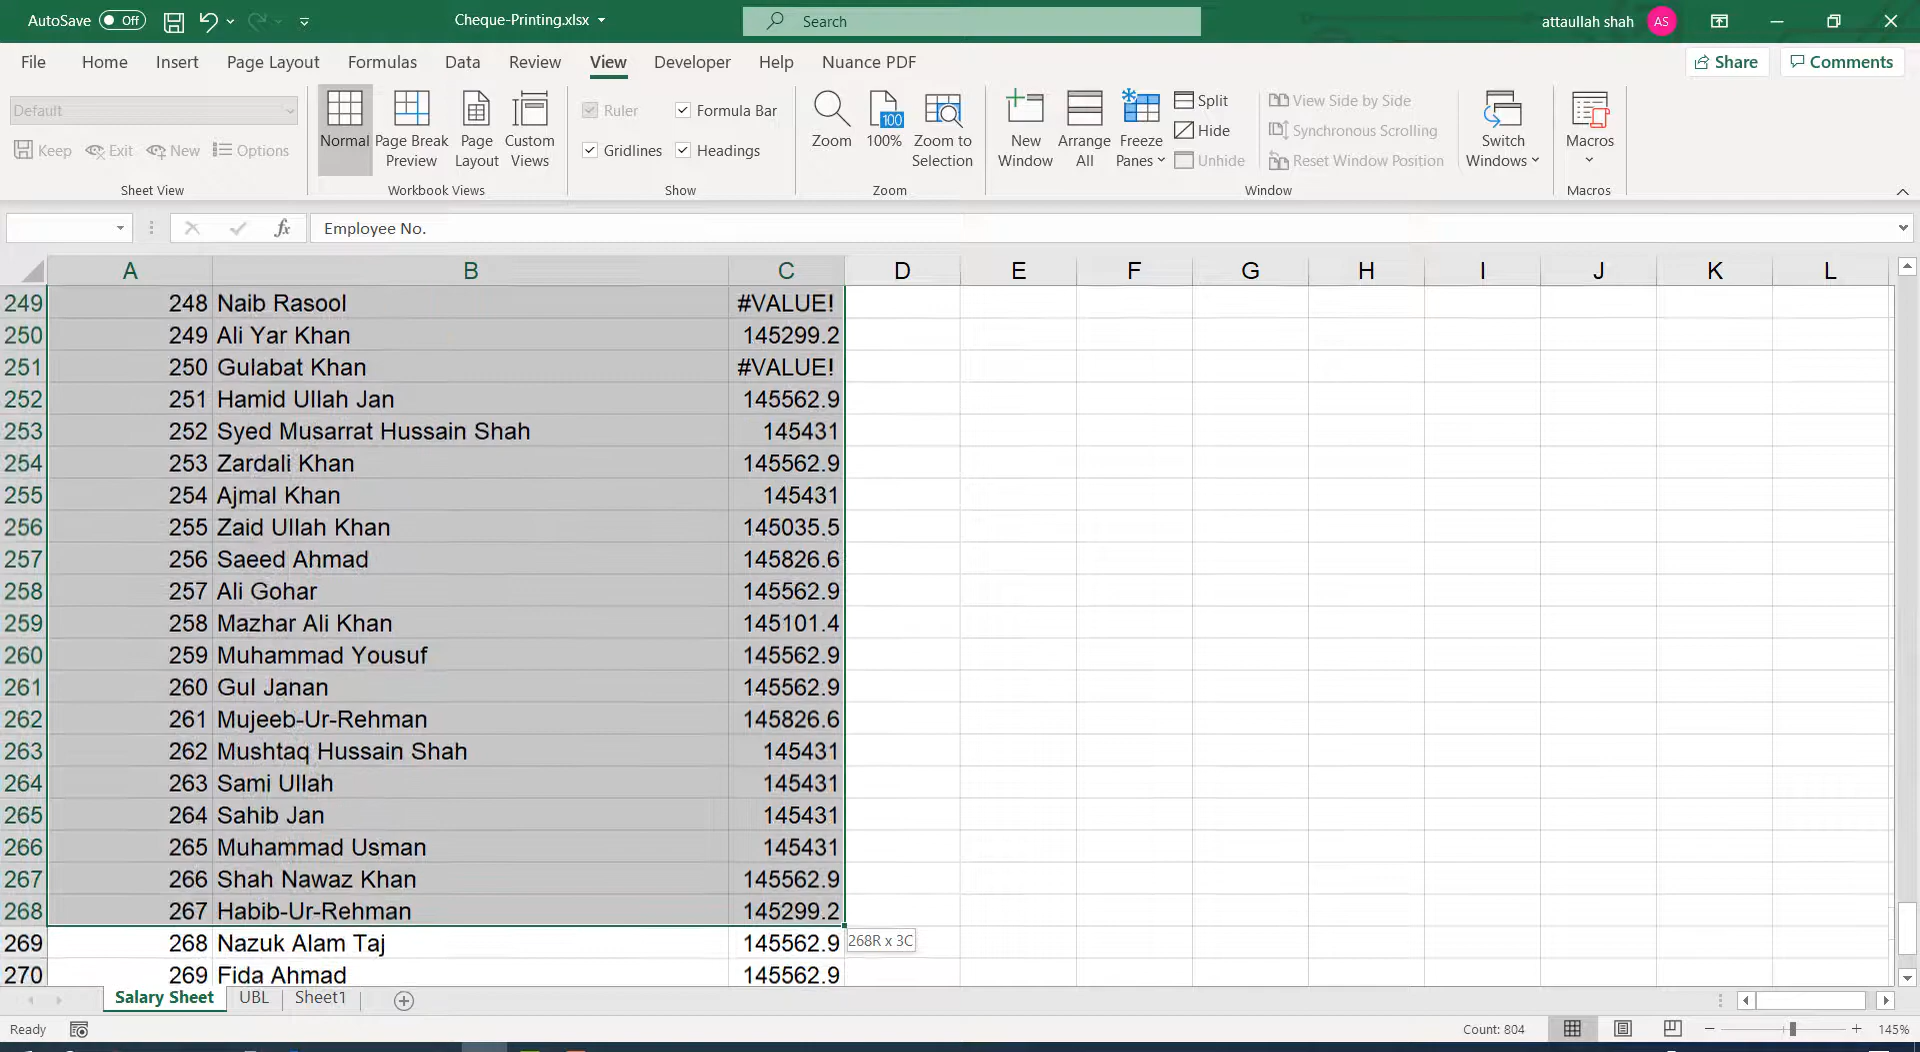 AutoSave Off Cheque-Printing.xlsx Search attaullah shah AS
File Home Insert Page Layout Formulas Data Review View Developer Help Nuance PDF Share Comments
Default
Keep Exit New Options
Sheet View
Normal
Page Break Preview
Page Layout
Custom Views
Workbook Views
Ruler Formula Bar
Gridlines Headings
Show
Zoom
100
100%
Zoom to Selection
Zoom
New Window
Arrange All
Freeze Panes
Split
Hide
Unhide
View Side by Side
Synchronous Scrolling
Reset Window Position
Switch Windows
Window
Macros
Macros
fx Employee No.
A B C D E F G H I J K L
249 248 Naib Rasool #VALUE!
250 249 Ali Yar Khan 145299.2
251 250 Gulabat Khan #VALUE!
252 251 Hamid Ullah Jan 145562.9
253 252 Syed Musarrat Hussain Shah 145431
254 253 Zardali Khan 145562.9
255 254 Ajmal Khan 145431
256 255 Zaid Ullah Khan 145035.5
257 256 Saeed Ahmad 145826.6
258 257 Ali Gohar 145562.9
259 258 Mazhar Ali Khan 145101.4
260 259 Muhammad Yousuf 145562.9
261 260 Gul Janan 145562.9
262 261 Mujeeb-Ur-Rehman 145826.6
263 262 Mushtaq Hussain Shah 145431
264 263 Sami Ullah 145431
265 264 Sahib Jan 145431
266 265 Muhammad Usman 145431
267 266 Shah Nawaz Khan 145562.9
268 267 Habib-Ur-Rehman 145299.2
269 268 Nazuk Alam Taj 145562.9 268R x 3C
270 269 Fida Ahmad 145562.9
Salary Sheet UBL Sheet1
Ready Count: 804 145%